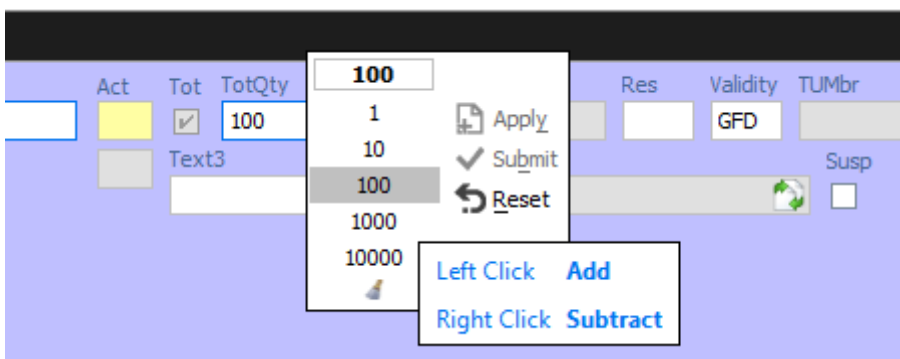 Act Tot TotQty Res Validity TUMbr
100 GFD
Text3 Susp
100
1
10
100
1000
10000
Apply
Submit
Reset
Left Click Add
Right Click Subtract